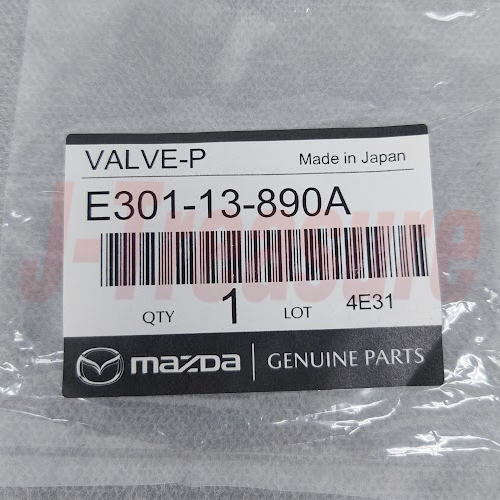 VALVE-P Made in Japan
E301-13-890A
QTY 1 LOT 4E31
mazda GENUINE PARTS
J-Treasure